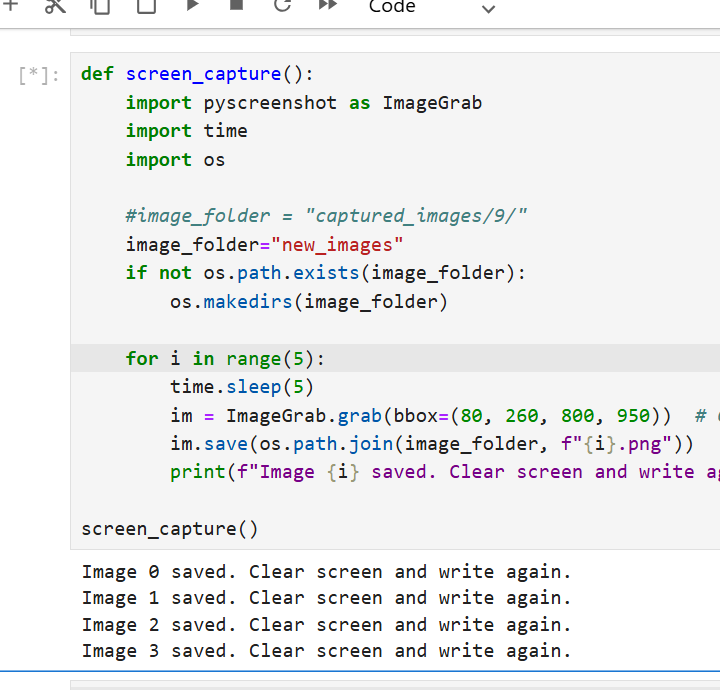 Code
[*]:
def screen_capture():
    import pyscreenshot as ImageGrab
    import time
    import os

    #image_folder = "captured_images/9/"
    image_folder="new_images"
    if not os.path.exists(image_folder):
        os.makedirs(image_folder)

    for i in range(5):
        time.sleep(5)
        im = ImageGrab.grab(bbox=(80, 260, 800, 950))  #
        im.save(os.path.join(image_folder, f"{i}.png"))
        print(f"Image {i} saved. Clear screen and write

screen_capture()
Image 0 saved. Clear screen and write again.
Image 1 saved. Clear screen and write again.
Image 2 saved. Clear screen and write again.
Image 3 saved. Clear screen and write again.